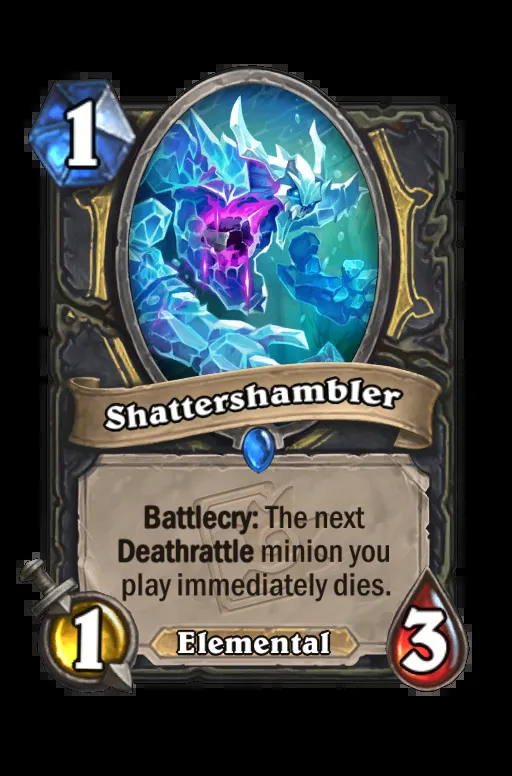 1
Shattershambler
Battlecry: The next
Deathrattle minion you
play immediately dies.
1
Elemental
3